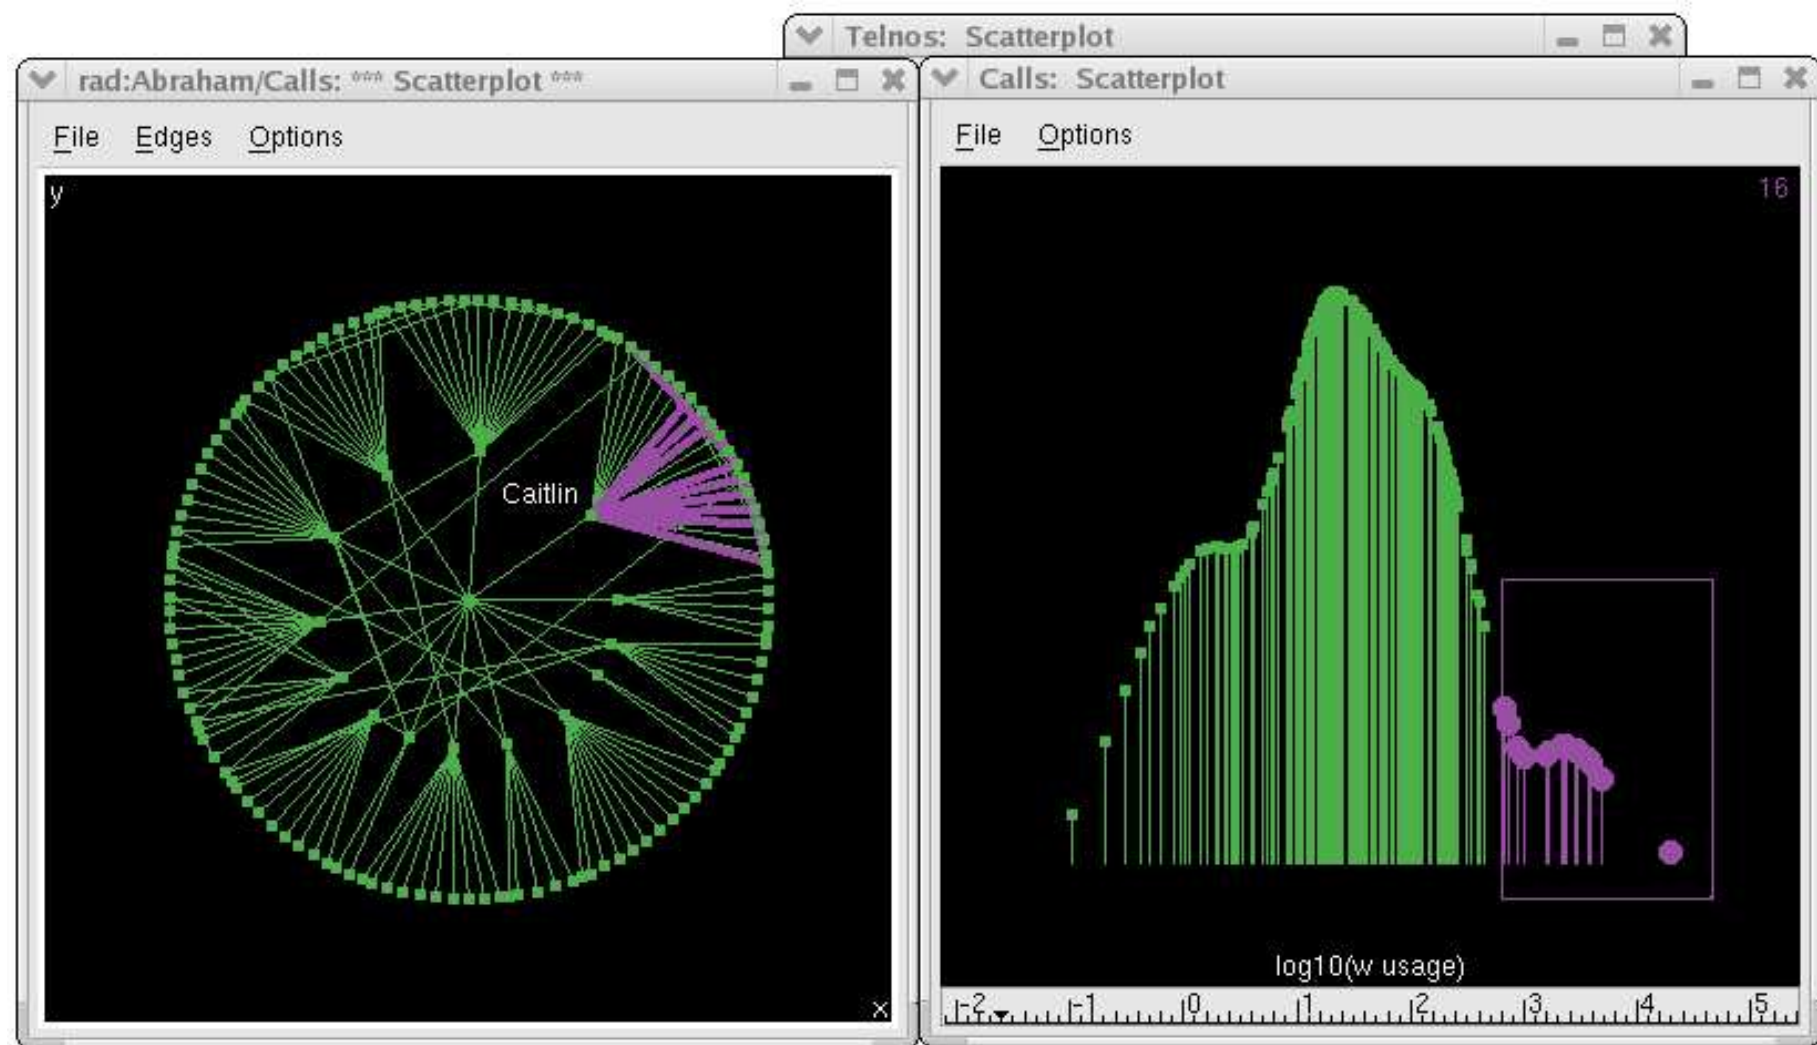 Telnos: Scatterplot
rad:Abraham/Calls: *** Scatterplot ***
File Edges Options
y
Caitlin
x
Calls: Scatterplot
File Options
16
log10(w usage)
-2 -1 0 1 2 3 4 5